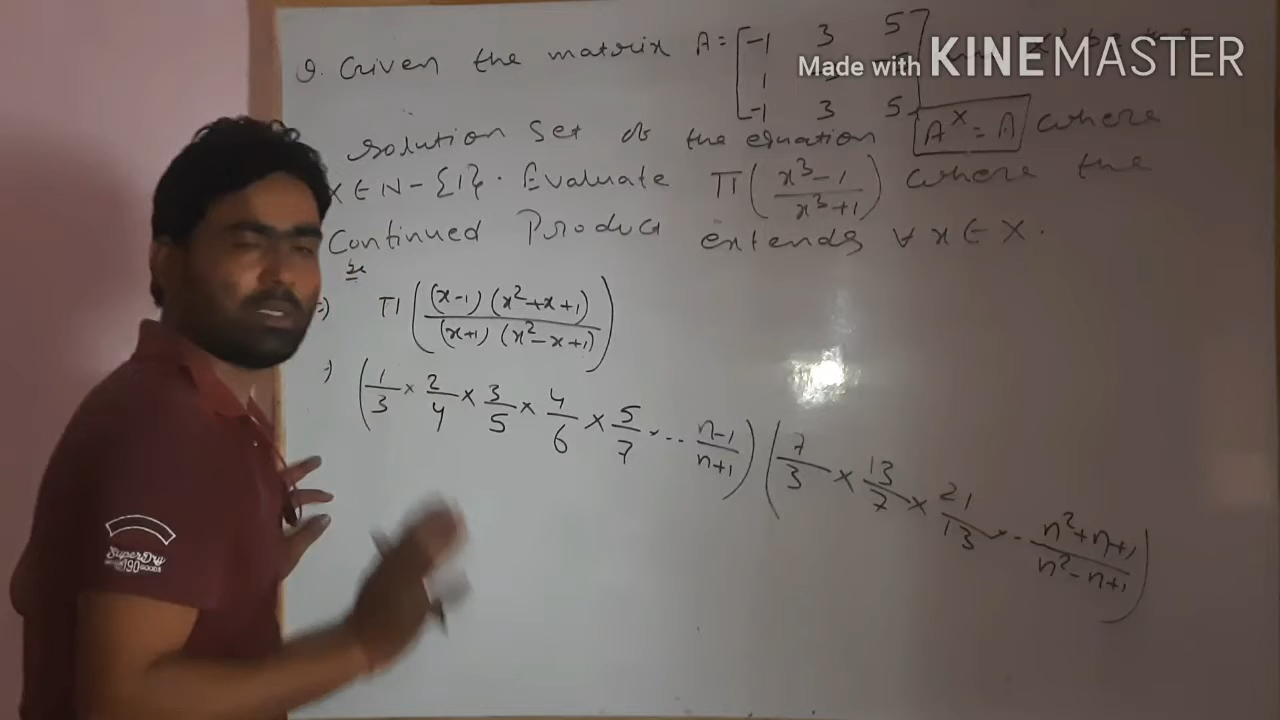 Q. Given the matrix A = [-1 3 5
Made with KINEMASTER
1
-1 3 5]
solution set of the equation A^x = A where
x ∈ N - {1}. Evaluate π (x³-1 / x³+1) where the
Continued Product extends ∀ x ∈ X.
=) π ((x-1) (x²+x+1) / (x+1) (x²-x+1))
=) (1/3 × 2/4 × 3/5 × 4/6 × 5/7 ... n-1/n+1) (7/3 × 13/7 × 21/13 ... n²+n+1/n²-n+1)
SuperDry
190
GOODS